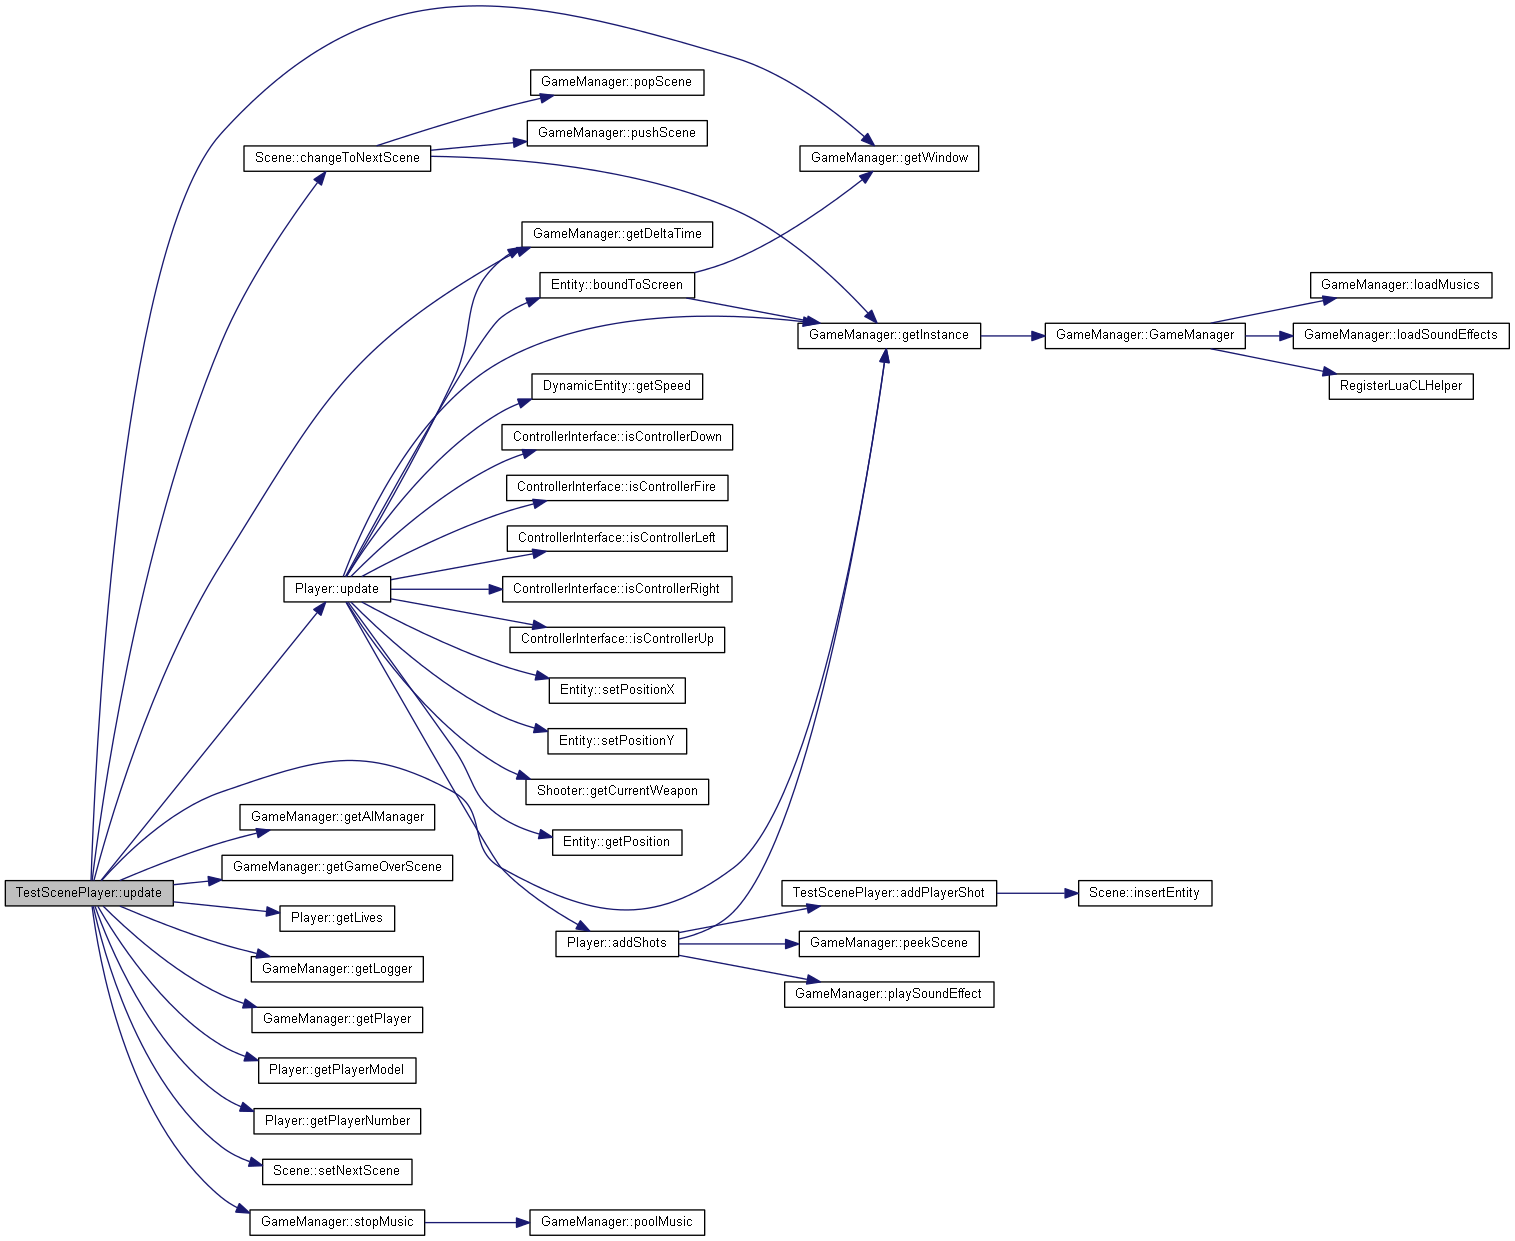 GameManager::popScene
GameManager::pushScene
Scene::changeToNextScene
GameManager::getWindow
GameManager::getDeltaTime
Entity::boundToScreen
GameManager::loadMusics
GameManager::getInstance
GameManager::GameManager
GameManager::loadSoundEffects
DynamicEntity::getSpeed
RegisterLuaCLHelper
ControllerInterface::isControllerDown
ControllerInterface::isControllerFire
ControllerInterface::isControllerLeft
Player::update
ControllerInterface::isControllerRight
ControllerInterface::isControllerUp
Entity::setPositionX
Entity::setPositionY
Shooter::getCurrentWeapon
GameManager::getAIManager
Entity::getPosition
GameManager::getGameOverScene
TestScenePlayer::update
TestScenePlayer::addPlayerShot
Scene::insertEntity
Player::getLives
Player::addShots
GameManager::peekScene
GameManager::getLogger
GameManager::playSoundEffect
GameManager::getPlayer
Player::getPlayerModel
Player::getPlayerNumber
Scene::setNextScene
GameManager::stopMusic
GameManager::poolMusic